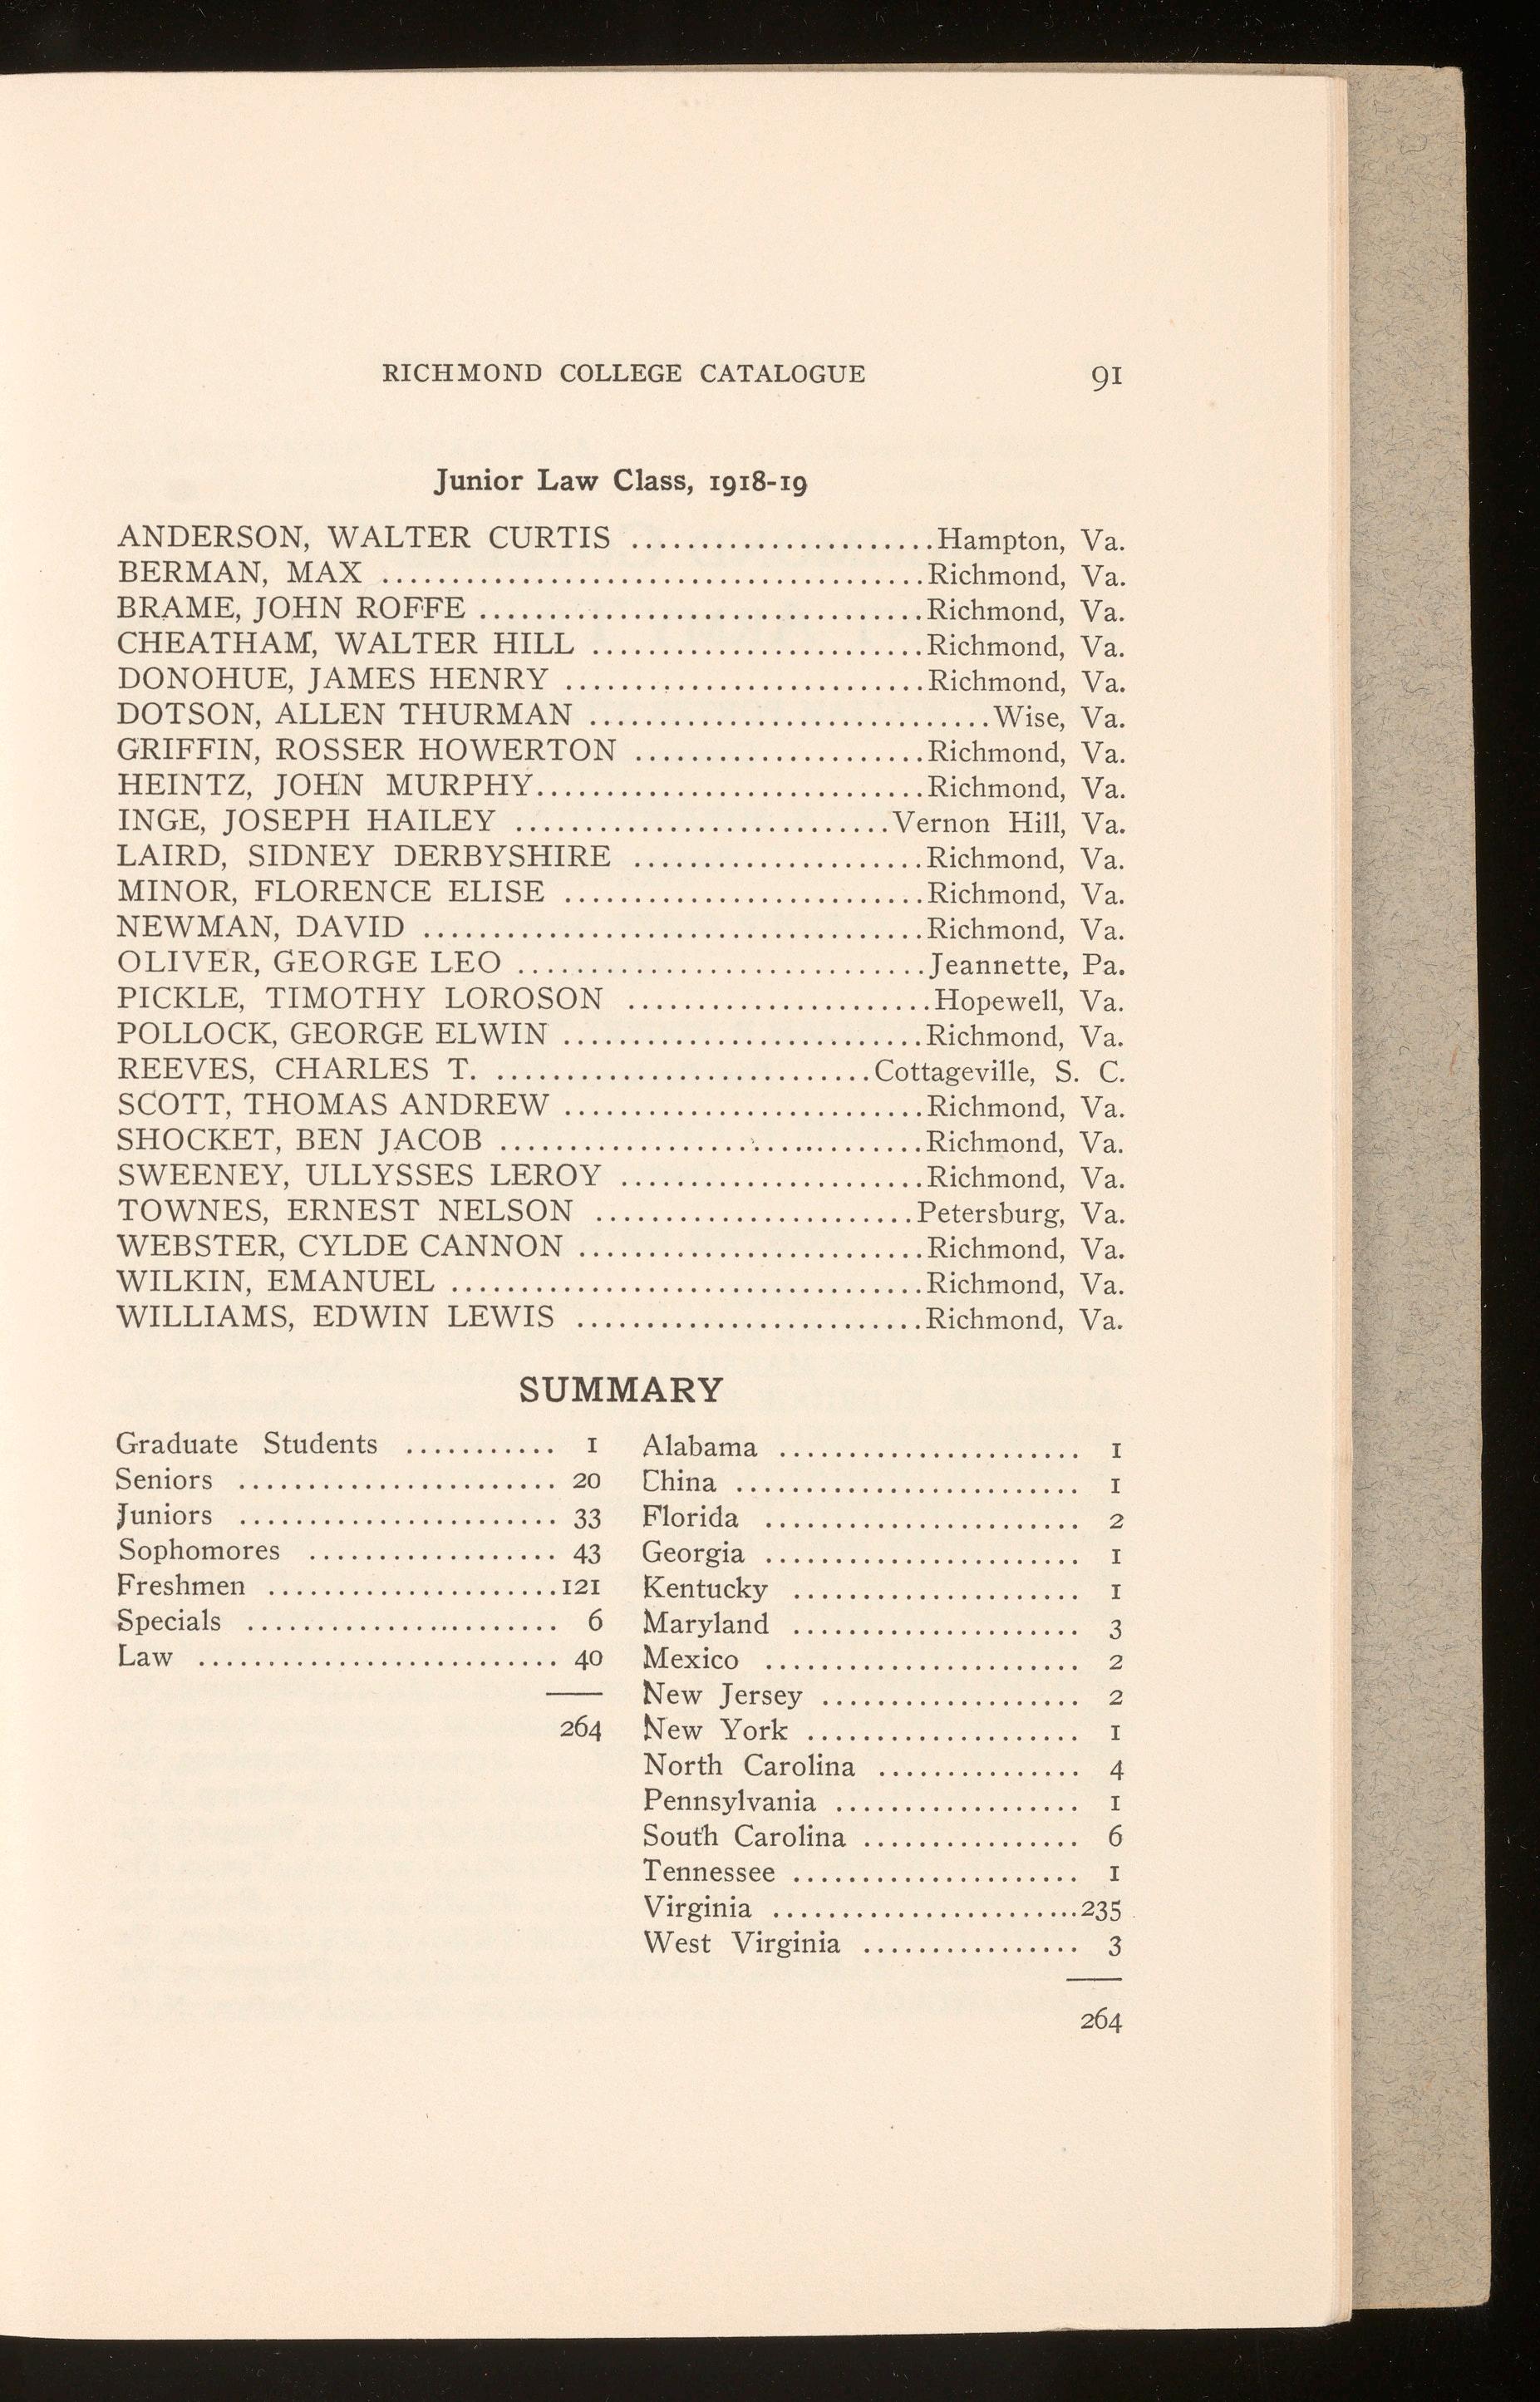 RICHMOND COLLEGE CATALOGUE 91
Junior Law Class, 1918-19
ANDERSON, WALTER CURTIS ......................Hampton, Va.
BERMAN, MAX .......................................Richmond, Va.
BRAME, JOHN ROFFE ................................Richmond, Va.
CHEATHAM, WALTER HILL ........................Richmond, Va.
DONOHUE, JAMES HENRY ..........................Richmond, Va.
DOTSON, ALLEN THURMAN .............................Wise, Va.
GRIFFIN, ROSSER HOWERTON .....................Richmond, Va.
HEINTZ, JOHN MURPHY............................Richmond, Va.
INGE, JOSEPH HAILEY ...........................Vernon Hill, Va.
LAIRD, SIDNEY DERBYSHIRE .....................Richmond, Va.
MINOR, FLORENCE ELISE ..........................Richmond, Va.
NEWMAN, DAVID ....................................Richmond, Va.
OLIVER, GEORGE LEO .............................Jeannette, Pa.
PICKLE, TIMOTHY LOROSON ......................Hopewell, Va.
POLLOCK, GEORGE ELWIN ..........................Richmond, Va.
REEVES, CHARLES T. ...........................Cottageville, S. C.
SCOTT, THOMAS ANDREW ..........................Richmond, Va.
SHOCKET, BEN JACOB ...............................Richmond, Va.
SWEENEY, ULLYSSES LEROY ......................Richmond, Va.
TOWNES, ERNEST NELSON .......................Petersburg, Va.
WEBSTER, CYLDE CANNON .........................Richmond, Va.
WILKIN, EMANUEL ..................................Richmond, Va.
WILLIAMS, EDWIN LEWIS .........................Richmond, Va.
SUMMARY
Graduate Students ........... 1
Seniors ....................... 20
Juniors ....................... 33
Sophomores .................. 43
Freshmen .....................121
Specials ....................... 6
Law .......................... 40
264
Alabama ...................... 1
China ......................... 1
Florida ....................... 2
Georgia ....................... 1
Kentucky ..................... 1
Maryland ..................... 3
Mexico ....................... 2
New Jersey ................... 2
New York .................... 1
North Carolina ............... 4
Pennsylvania .................. 1
South Carolina ................ 6
Tennessee ..................... 1
Virginia .......................235
West Virginia ................ 3
264